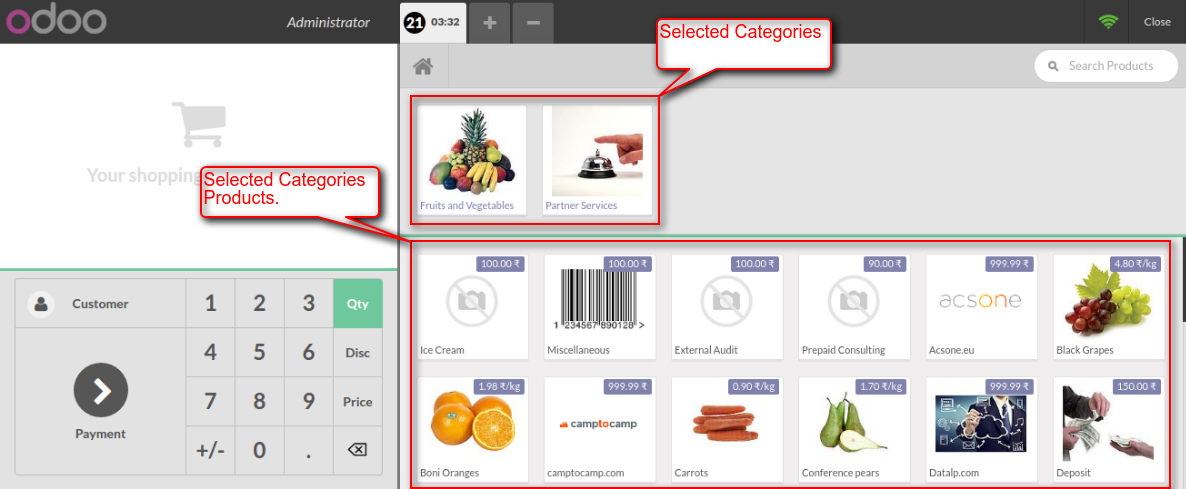 odoo
Administrator
21 03:32
+
−
Close
Search Products
Selected Categories
Your shopping
Fruits and Vegetables
Partner Services
Selected Categories
Products.
100.00 ₹
100.00 ₹
100.00 ₹
90.00 ₹
999.99 ₹
4.80 ₹/kg
1 234567 890128 >
acsone
Ice Cream
Miscellaneous
External Audit
Prepaid Consulting
Acsone.eu
Black Grapes
1.98 ₹/kg
999.99 ₹
0.90 ₹/kg
1.70 ₹/kg
999.99 ₹
150.00 ₹
camptocamp
Boni Oranges
camptocamp.com
Carrots
Conference pears
Datalp.com
Deposit
Customer
1 2 3 Qty
4 5 6 Disc
7 8 9 Price
Payment
+/- 0 .